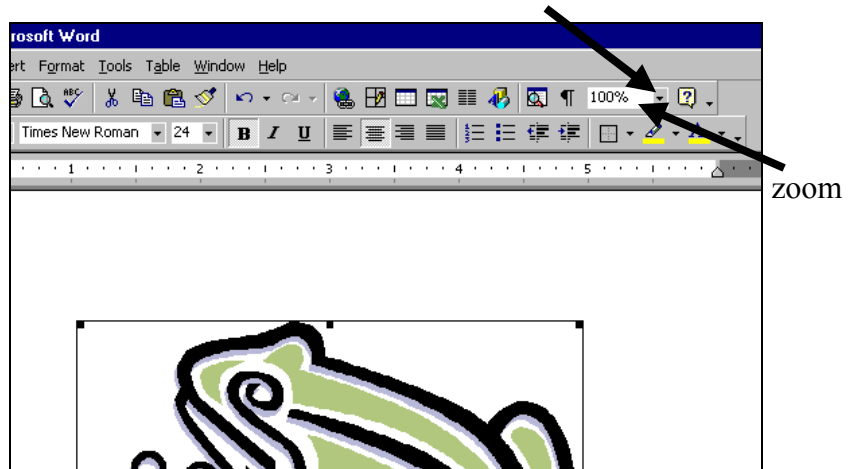 rosoft Word
ert Format Tools Table Window Help
ABC ¶ 100% ?
Times New Roman 24 B I U A
1 2 3 4 5
zoom